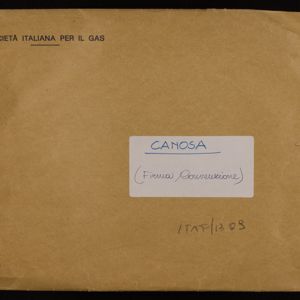 CIETÀ ITALIANA PER IL GAS
CANOSA
(Firma Convenzione)